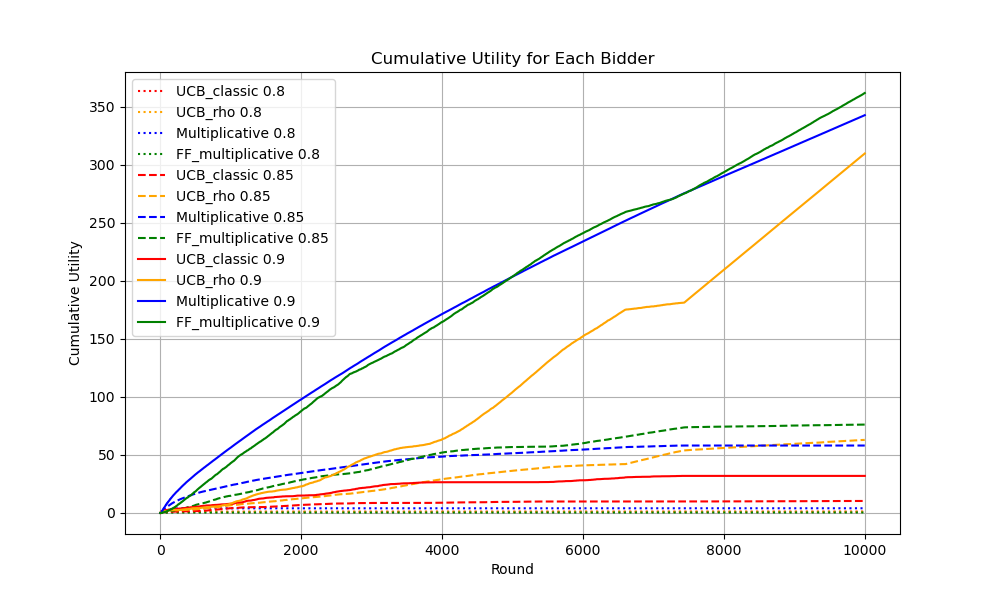 Cumulative Utility for Each Bidder
Cumulative Utility
350
300
250
200
150
100
50
0
UCB_classic 0.8
UCB_rho 0.8
Multiplicative 0.8
FF_multiplicative 0.8
UCB_classic 0.85
UCB_rho 0.85
Multiplicative 0.85
FF_multiplicative 0.85
UCB_classic 0.9
UCB_rho 0.9
Multiplicative 0.9
FF_multiplicative 0.9
0 2000 4000 6000 8000 10000
Round